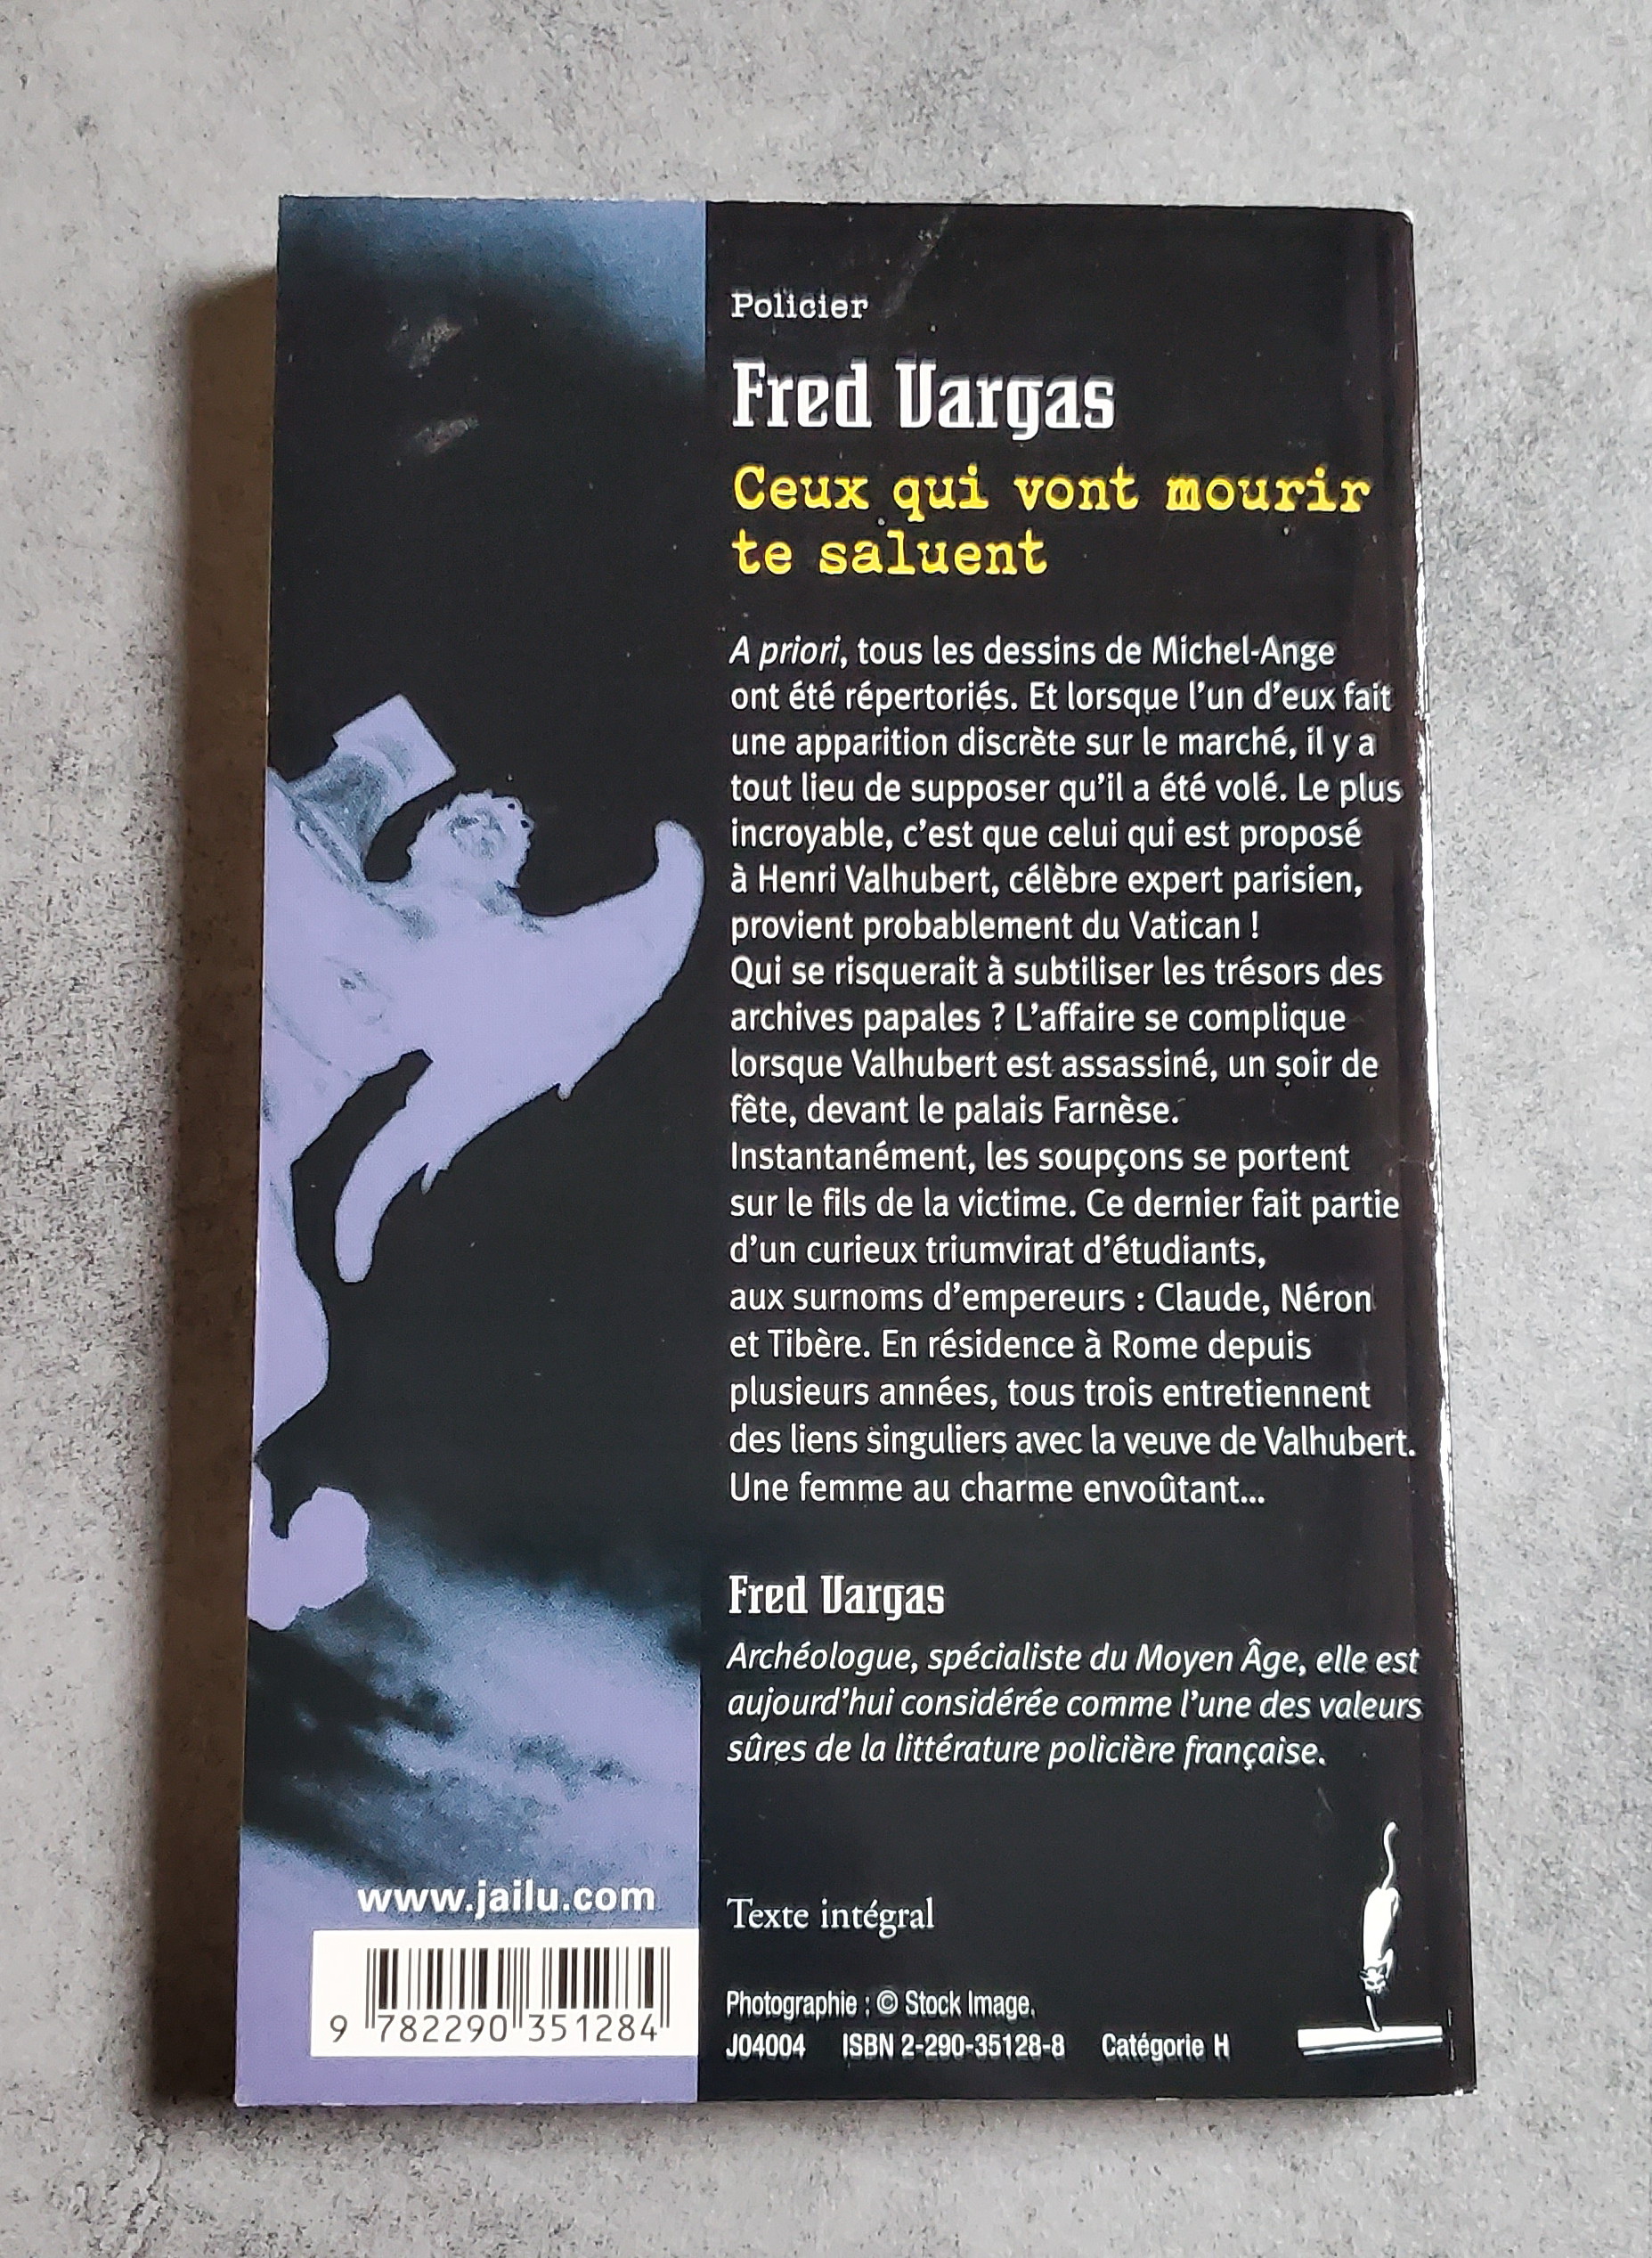 Policier
Fred Vargas
Ceux qui vont mourir
te saluent
A priori, tous les dessins de Michel-Ange
ont été répertoriés. Et lorsque l'un d'eux fait
une apparition discrète sur le marché, il y a
tout lieu de supposer qu'il a été volé. Le plus
incroyable, c'est que celui qui est proposé
à Henri Valhubert, célèbre expert parisien,
provient probablement du Vatican !
Qui se risquerait à subtiliser les trésors des
archives papales ? L'affaire se complique
lorsque Valhubert est assassiné, un soir de
fête, devant le palais Farnèse.
Instantanément, les soupçons se portent
sur le fils de la victime. Ce dernier fait partie
d'un curieux triumvirat d'étudiants,
aux surnoms d'empereurs : Claude, Néron
et Tibère. En résidence à Rome depuis
plusieurs années, tous trois entretiennent
des liens singuliers avec la veuve de Valhubert.
Une femme au charme envoûtant...
Fred Vargas
Archéologue, spécialiste du Moyen Âge, elle est
aujourd'hui considérée comme l'une des valeurs
sûres de la littérature policière française.
www.jailu.com
9 782290 351284
Texte intégral
Photographie : © Stock Image.
J04004 ISBN 2-290-35128-8 Catégorie H